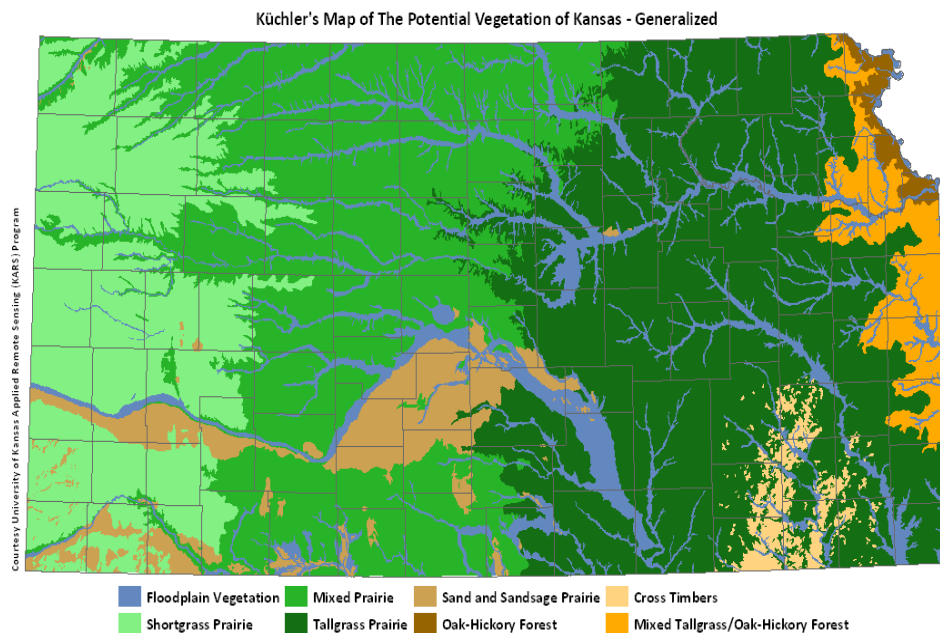 Küchler's Map of The Potential Vegetation of Kansas - Generalized
Courtesy University of Kansas Applied Remote Sensing (KARS) Program
Floodplain Vegetation
Mixed Prairie
Sand and Sandsage Prairie
Cross Timbers
Shortgrass Prairie
Tallgrass Prairie
Oak-Hickory Forest
Mixed Tallgrass/Oak-Hickory Forest